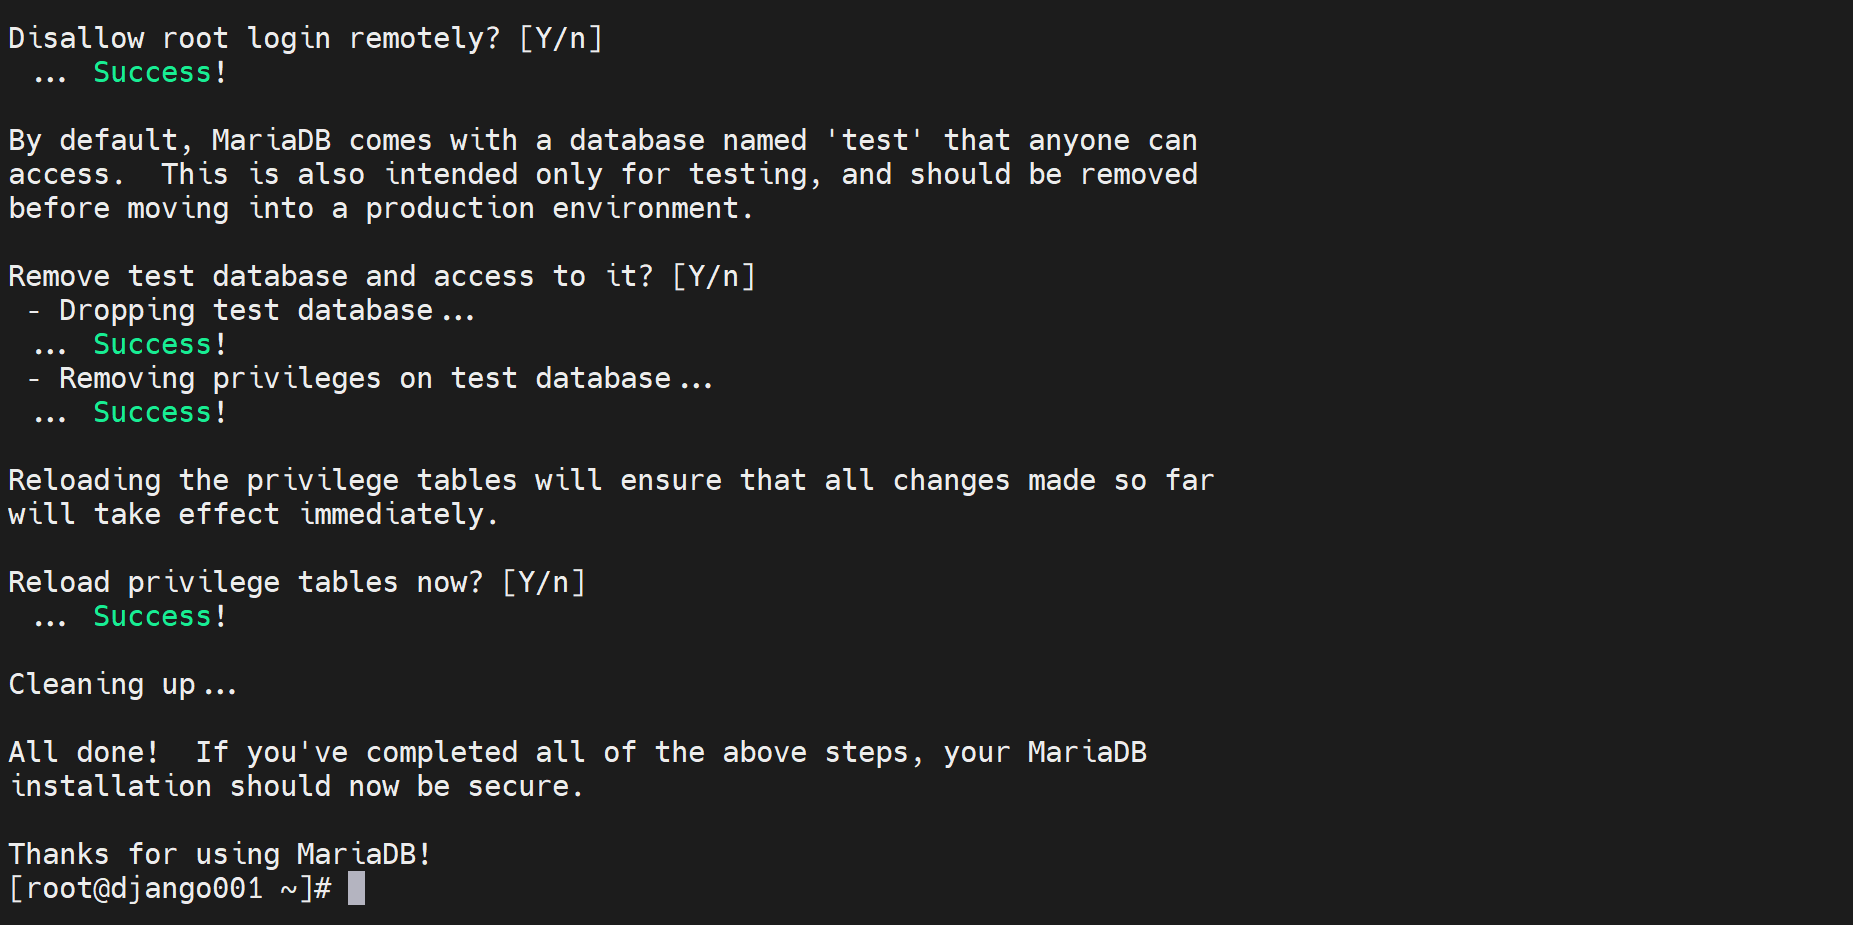 Disallow root login remotely? [Y/n]
 ... Success!

By default, MariaDB comes with a database named 'test' that anyone can
access.  This is also intended only for testing, and should be removed
before moving into a production environment.

Remove test database and access to it? [Y/n]
 - Dropping test database...
 ... Success!
 - Removing privileges on test database...
 ... Success!

Reloading the privilege tables will ensure that all changes made so far
will take effect immediately.

Reload privilege tables now? [Y/n]
 ... Success!

Cleaning up...

All done!  If you've completed all of the above steps, your MariaDB
installation should now be secure.

Thanks for using MariaDB!
[root@django001 ~]#